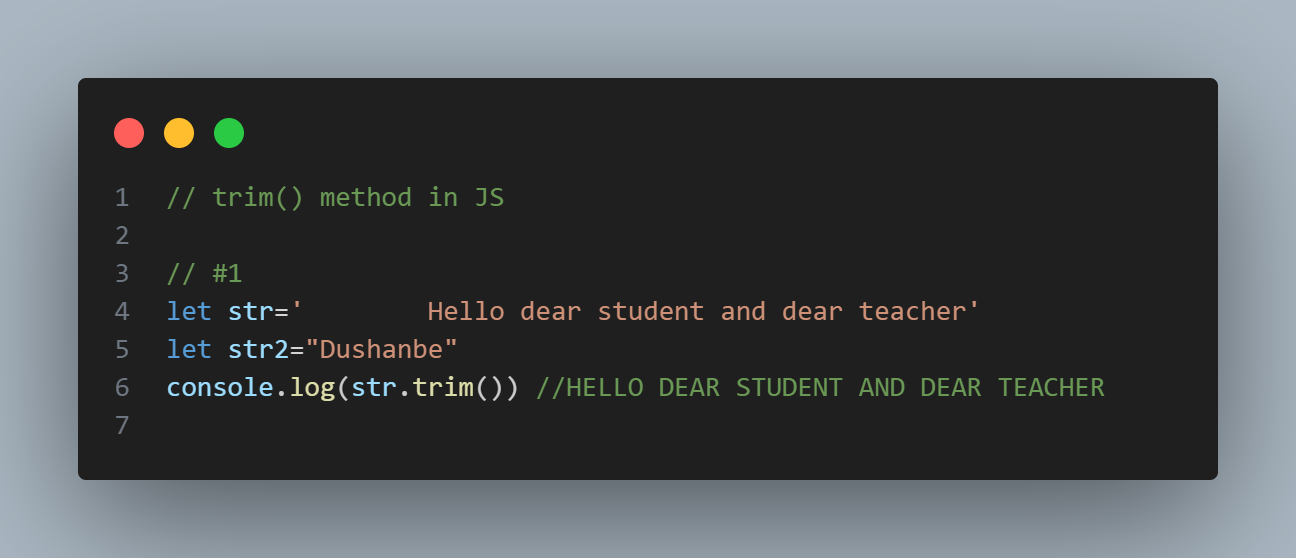 1 // trim() method in JS
2
3 // #1
4 let str='        Hello dear student and dear teacher'
5 let str2="Dushanbe"
6 console.log(str.trim()) //HELLO DEAR STUDENT AND DEAR TEACHER
7